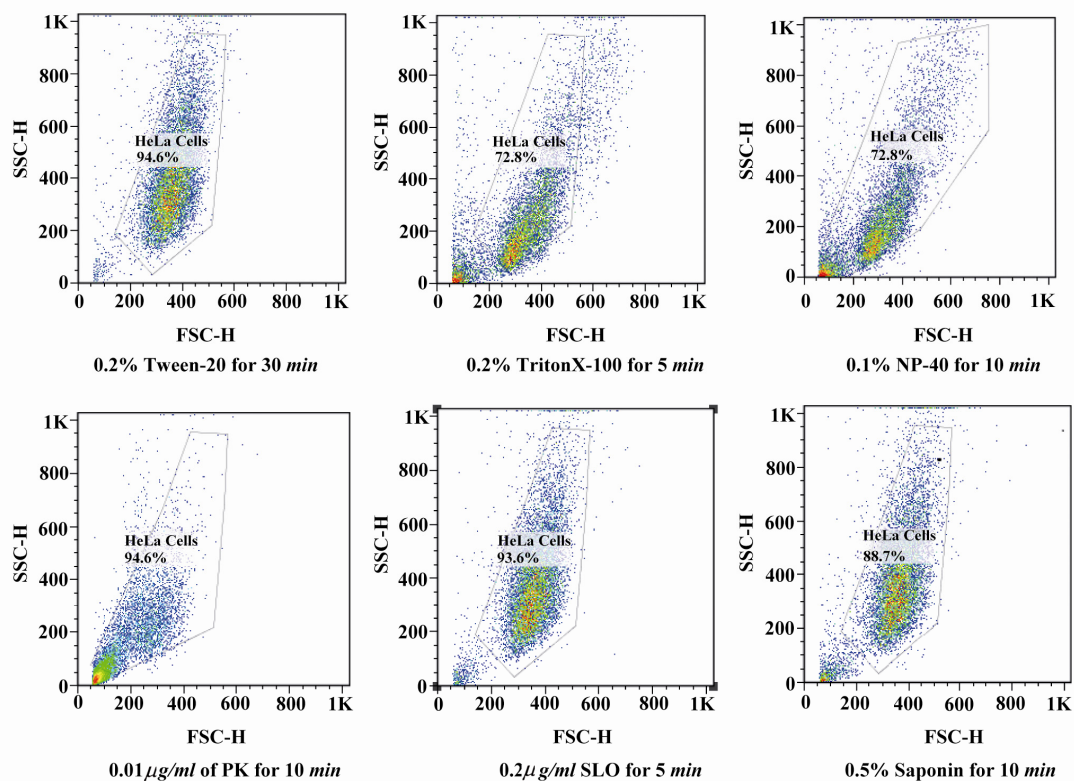 1K
800
600
400
200
0
SSC-H
HeLa Cells
94.6%
0 200 400 600 800 1K
FSC-H
0.2% Tween-20 for 30 min
1K
800
600
400
200
0
SSC-H
HeLa Cells
72.8%
0 200 400 600 800 1K
FSC-H
0.2% TritonX-100 for 5 min
1K
800
600
400
200
0
SSC-H
HeLa Cells
72.8%
0 200 400 600 800 1K
FSC-H
0.1% NP-40 for 10 min
1K
800
600
400
200
0
SSC-H
HeLa Cells
94.6%
0 200 400 600 800 1K
FSC-H
0.01μg/ml of PK for 10 min
1K
800
600
400
200
0
SSC-H
HeLa Cells
93.6%
0 200 400 600 800 1K
FSC-H
0.2μg/ml SLO for 5 min
1K
800
600
400
200
0
SSC-H
HeLa Cells
88.7%
0 200 400 600 800 1K
FSC-H
0.5% Saponin for 10 min